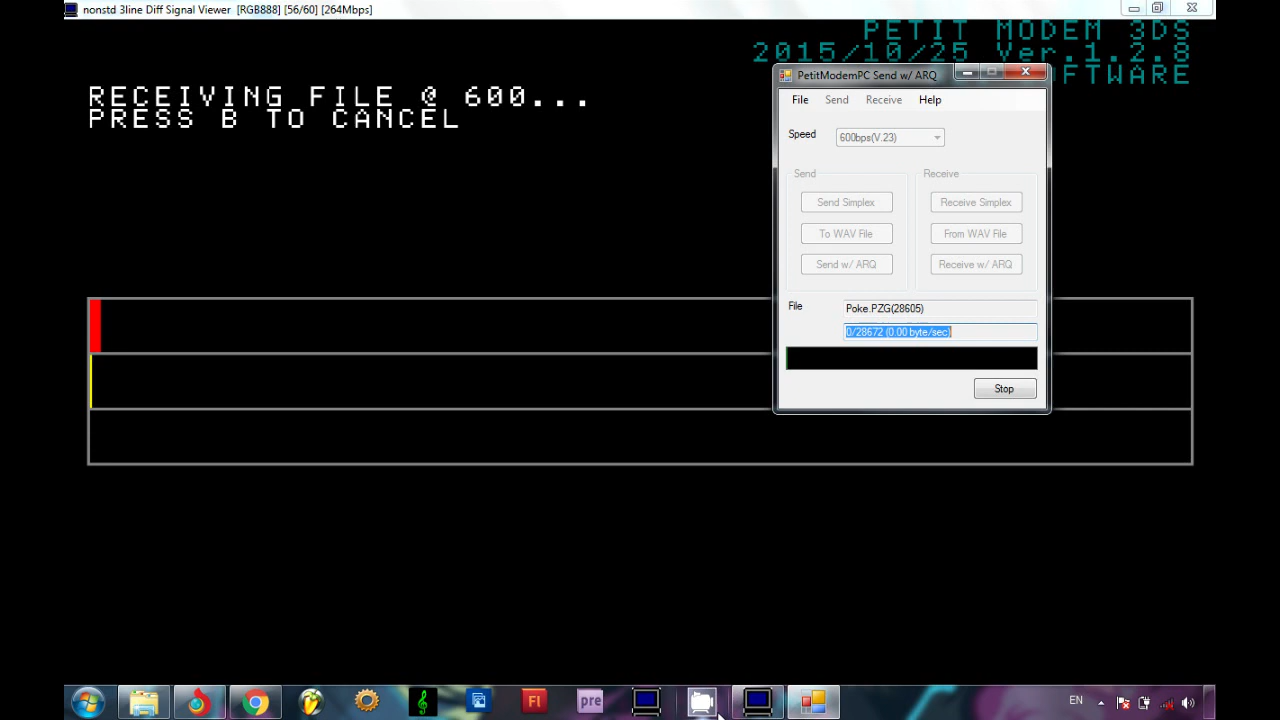 nonstd 3line Diff Signal Viewer [RGB888] [56/60] [264Mbps]
PETIT MODEM 3DS
2015/10/25 Ver.1.2.8
FTWARE
RECEIVING FILE @ 600...
PRESS B TO CANCEL
PetitModemPC Send w/ ARQ
File Send Receive Help
Speed 600bps(V.23)
Send Receive
Send Simplex Receive Simplex
To WAV File From WAV File
Send w/ ARQ Receive w/ ARQ
File Poke.PZG(28605)
0/28672 (0.00 byte/sec)
Stop
Fl pre EN